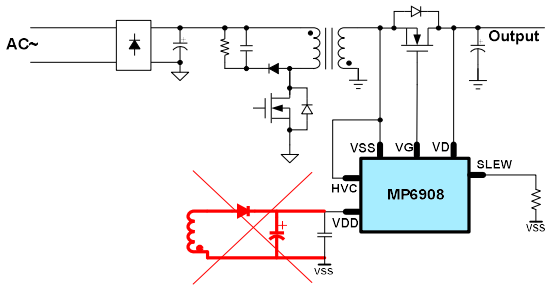 AC~
Output
VSS
VG
VD
SLEW
HVC
MP6908
VDD
VSS
VSS